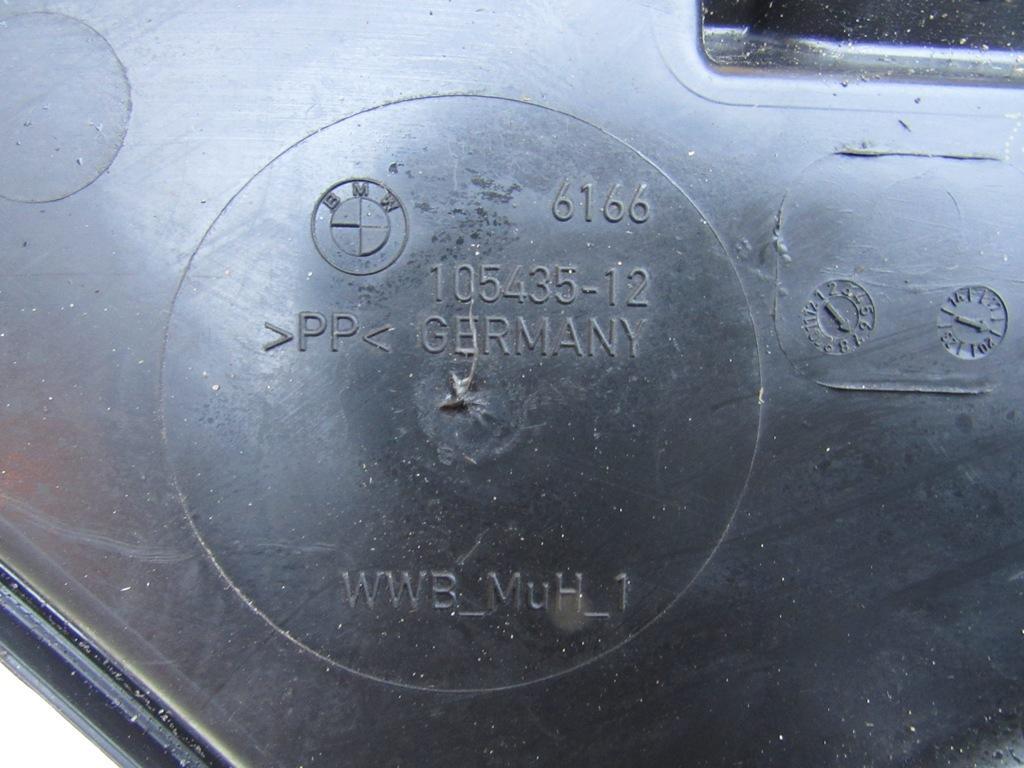 BMW
6166
105435-12
>PP< GERMANY
WWB_MuH_1